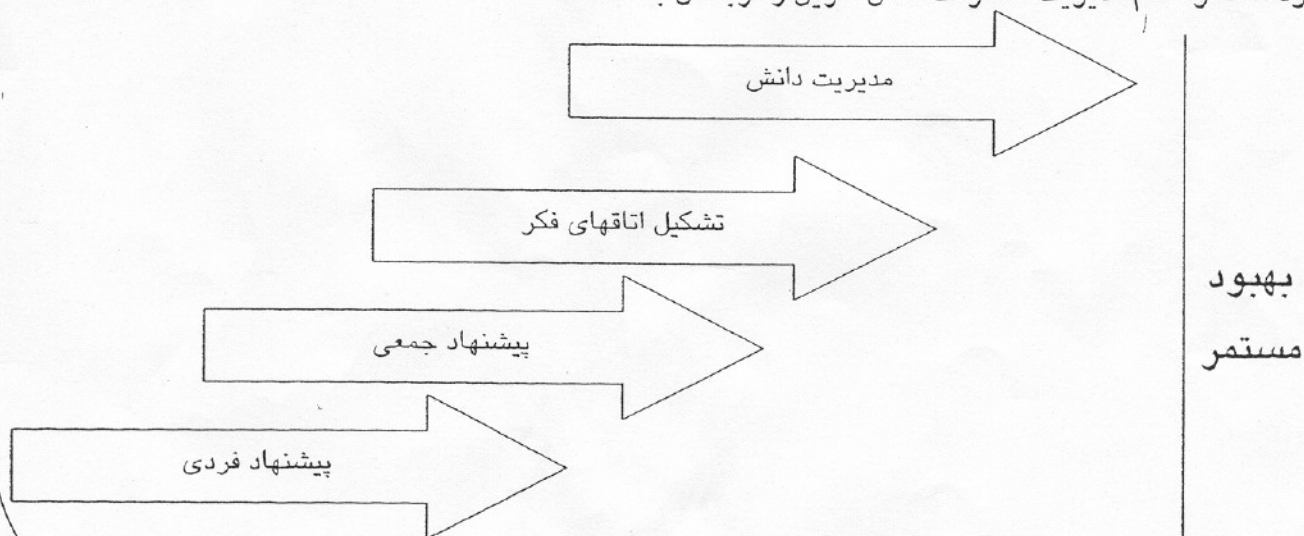 مدیریت دانش
تشکیل اتاقهای فکر
پیشنهاد جمعی
پیشنهاد فردی
بهبود
مستمر